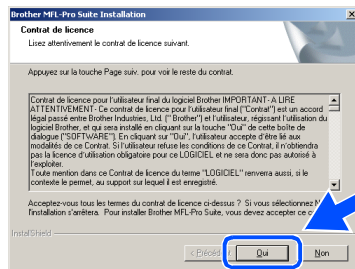 Brother MFL-Pro Suite Installation
Contrat de licence
Lisez attentivement le contrat de licence suivant.
Appuyez sur la touche Page suiv. pour voir le reste du contrat.
Contrat de licence pour l'utilisateur final du logiciel Brother IMPORTANT- A LIRE
ATTENTIVEMENT- Ce contrat de licence pour l'utilisateur final ("Contrat") est un accord
légal passé entre Brother Industries, Ltd. (" Brother") et l'utilisateur, régissant l'utilisation du
logiciel Brother, et qui sera installé en cliquant sur la touche "Oui" de cette boîte de
dialogue ("SOFTWARE"). En cliquant sur "Oui", l'utilisateur accepte d'être lié aux
modalités de ce Contrat. Si l'utilisateur refuse les conditions de ce Contrat, il n'obtiendra
pas la licence d'utilisation obligatoire pour ce LOGICIEL et ne sera donc pas autorisé à
l'exploiter.
Toute mention dans ce Contrat de licence du terme "LOGICIEL" renverra aussi, si le
contexte le permet, au support sur lequel il est enregistré.
Acceptez-vous tous les termes du contrat de licence ci-dessus ? Si vous sélectionnez
l'installation s'arrêtera. Pour installer Brother MFL-Pro Suite, vous devez accepter ce
InstallShield
< Précéd
Oui
Non